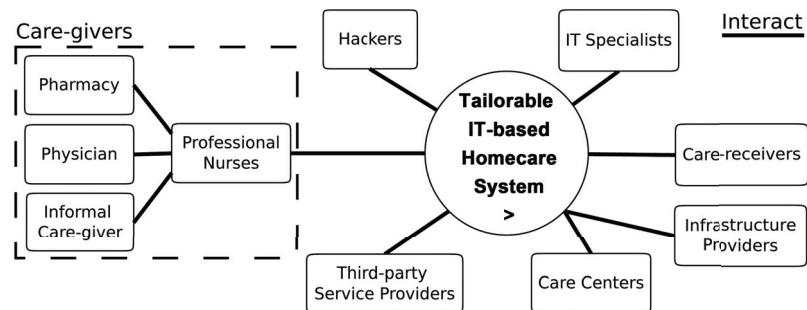 Care-givers
Interact
Hackers
IT Specialists
Pharmacy
Physician
Informal
Care-giver
Professional
Nurses
Tailorable
IT-based
Homecare
System
>
Care-receivers
Infrastructure
Providers
Third-party
Service Providers
Care Centers